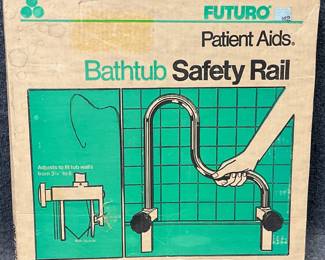 FUTURO®
Patient Aids®
Bathtub Safety Rail
Adjusts to fit tub walls